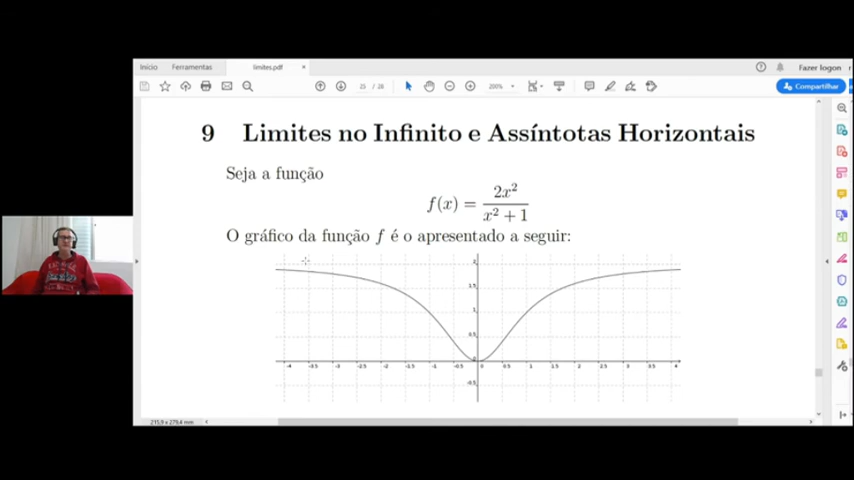 Início Ferramentas limites.pdf × Fazer logon
25 / 28 200% Compartilhar
9 Limites no Infinito e Assíntotas Horizontais
Seja a função
f(x) = 2x² / x² + 1
O gráfico da função f é o apresentado a seguir:
2
1.5
1
0.5
0
-4 -3.5 -3 -2.5 -2 -1.5 -1 -0.5 0 0.5 1 1.5 2 2.5 3 3.5 4
-0.5
215,9 x 279,4 mm